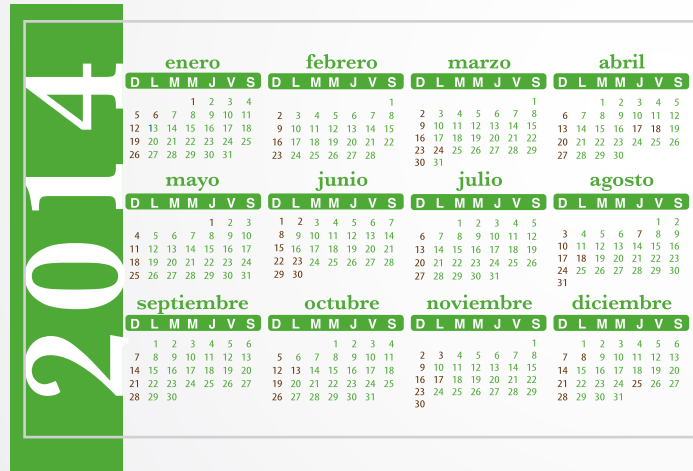 2014
enero
D L M M J V S
1 2 3 4
5 6 7 8 9 10 11
12 13 14 15 16 17 18
19 20 21 22 23 24 25
26 27 28 29 30 31
febrero
D L M M J V S
1
2 3 4 5 6 7 8
9 10 11 12 13 14 15
16 17 18 19 20 21 22
23 24 25 26 27 28
marzo
D L M M J V S
1
2 3 4 5 6 7 8
9 10 11 12 13 14 15
16 17 18 19 20 21 22
23 24 25 26 27 28 29
30 31
abril
D L M M J V S
1 2 3 4 5
6 7 8 9 10 11 12
13 14 15 16 17 18 19
20 21 22 23 24 25 26
27 28 29 30
mayo
D L M M J V S
1 2 3
4 5 6 7 8 9 10
11 12 13 14 15 16 17
18 19 20 21 22 23 24
25 26 27 28 29 30 31
junio
D L M M J V S
1 2 3 4 5 6 7
8 9 10 11 12 13 14
15 16 17 18 19 20 21
22 23 24 25 26 27 28
29 30
julio
D L M M J V S
1 2 3 4 5
6 7 8 9 10 11 12
13 14 15 16 17 18 19
20 21 22 23 24 25 26
27 28 29 30 31
agosto
D L M M J V S
1 2
3 4 5 6 7 8 9
10 11 12 13 14 15 16
17 18 19 20 21 22 23
24 25 26 27 28 29 30
31
septiembre
D L M M J V S
1 2 3 4 5 6
7 8 9 10 11 12 13
14 15 16 17 18 19 20
21 22 23 24 25 26 27
28 29 30
octubre
D L M M J V S
1 2 3 4
5 6 7 8 9 10 11
12 13 14 15 16 17 18
19 20 21 22 23 24 25
26 27 28 29 30 31
noviembre
D L M M J V S
1
2 3 4 5 6 7 8
9 10 11 12 13 14 15
16 17 18 19 20 21 22
23 24 25 26 27 28 29
30
diciembre
D L M M J V S
1 2 3 4 5 6
7 8 9 10 11 12 13
14 15 16 17 18 19 20
21 22 23 24 25 26 27
28 29 30 31